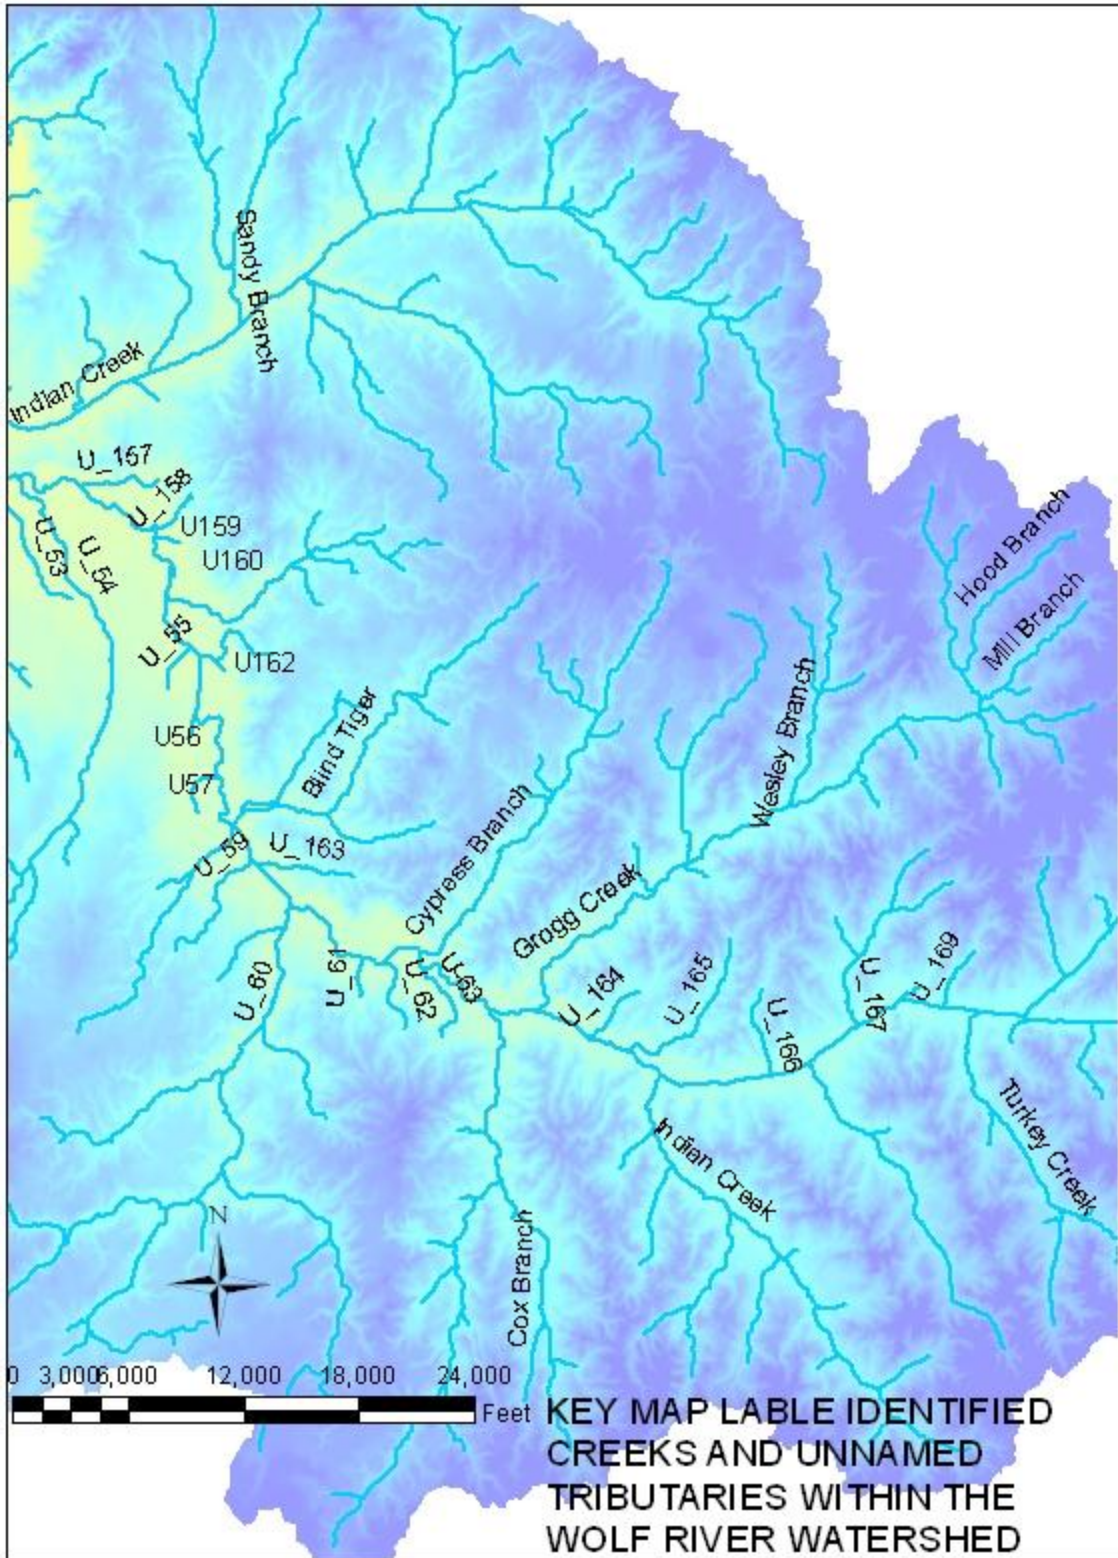 Sandy Branch
Indian Creek
U_157
U_158
U159
U_53
U_54
U160
Hood Branch
Mill Branch
U_55
U162
Blind Tiger
Wesley Branch
U56
U57
Cypress Branch
U_59
U_163
Grogg Creek
U_60
U_61
U_62
U-63
U_164
U_165
U_166
U_167
U_169
Turkey Creek
Indian Creek
N
Cox Branch
0 3,000 6,000 12,000 18,000 24,000
Feet
KEY MAP LABLE IDENTIFIED
CREEKS AND UNNAMED
TRIBUTARIES WITHIN THE
WOLF RIVER WATERSHED